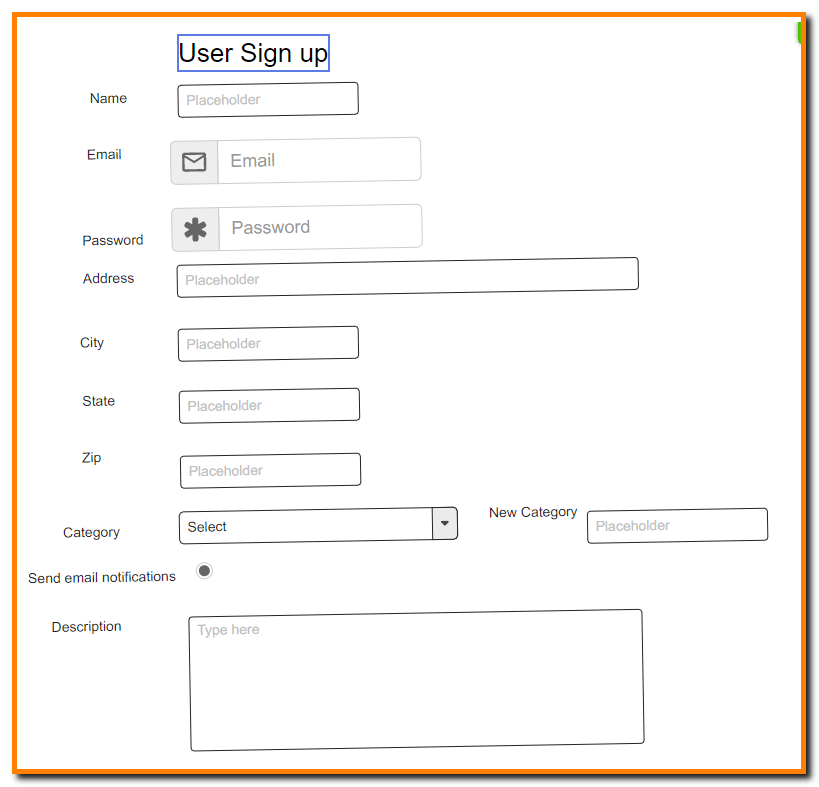 User Sign up
Name Placeholder
Email Email
Password Password
Address Placeholder
City Placeholder
State Placeholder
Zip Placeholder
Category Select New Category Placeholder
Send email notifications
Description Type here